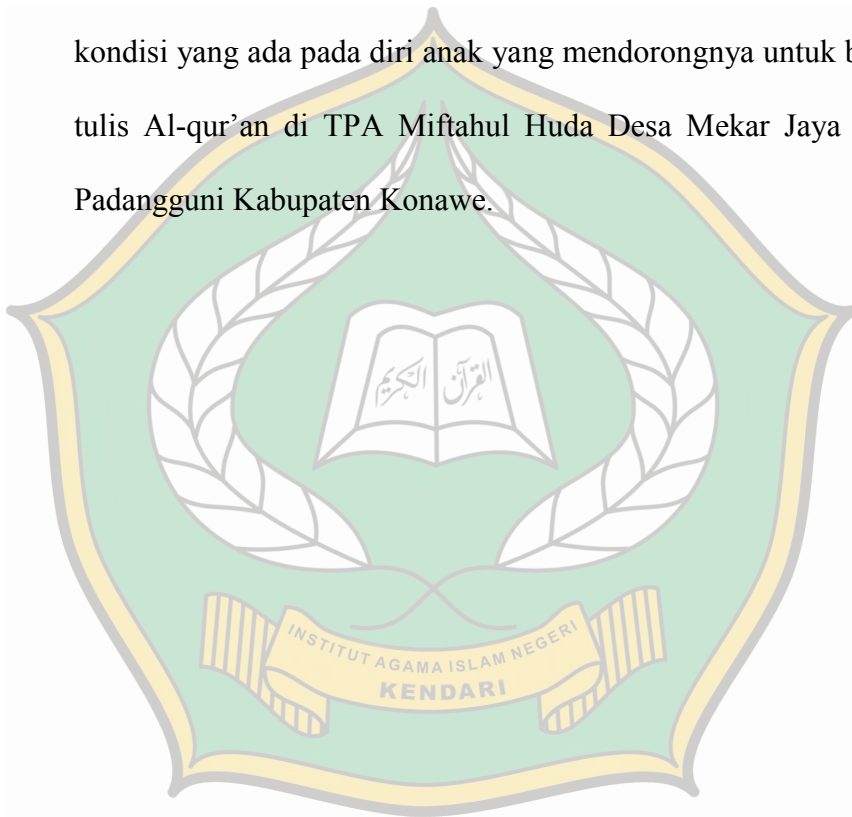 kondisi yang ada pada diri anak yang mendorongnya untuk b
tulis Al-qur’an di TPA Miftahul Huda Desa Mekar Jaya
Padangguni Kabupaten Konawe.
القرآن الكريم
INSTITUT AGAMA ISLAM NEGERI
KENDARI